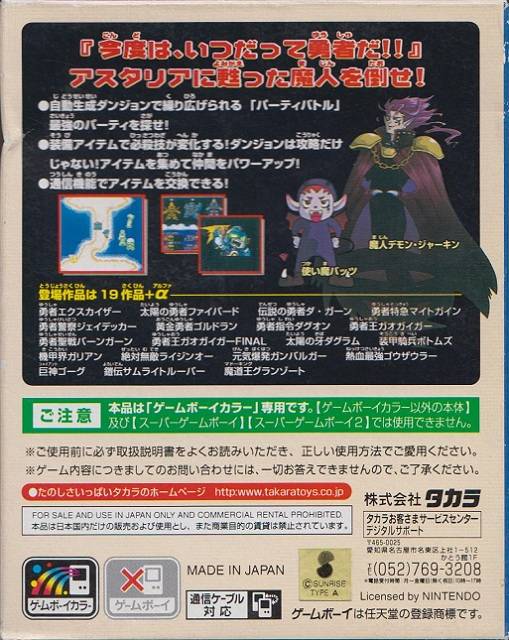 『今度は、いつだって勇者だ!!』
アスタリアに甦った魔人を倒せ!
●自動生成ダンジョンで繰り広げられる「パーティバトル」
最強のパーティを探せ!
●装備アイテムで必殺技が変化する!ダンジョンは攻略だけ
じゃない!アイテムを集めて仲間をパワーアップ!
●通信機能でアイテムを交換できる!
魔人デモン・ジャーキン
使い魔バッツ
登場作品は19作品+α
勇者エクスカイザー 太陽の勇者ファイバード 伝説の勇者ダ・ガーン 勇者特急マイトガイン
勇者警察ジェイデッカー 黄金勇者ゴルドラン 勇者指令ダグオン 勇者王ガオガイガー
勇者聖戦バーンガーン 勇者王ガオガイガーFINAL 太陽の牙ダグラム 装甲騎兵ボトムズ
機甲界ガリアン 絶対無敵ライジンオー 元気爆発ガンバルガー 熱血最強ゴウザウラー
巨神ゴーグ 鎧伝サムライトルーパー 魔動王グランゾート
ご注意 本品は「ゲームボーイカラー」専用です。【ゲームボーイカラー以外の本体】
及び【スーパーゲームボーイ】【スーパーゲームボーイ2】では使用できません。
※ご使用前に必ず取扱説明書をよくお読みいただき、正しい使用方法でご愛用ください。
※ゲーム内容につきましてのお問い合わせには、一切お答えできませんので、ご了承ください。
●たのしさいっぱいタカラのホームページ http://www.takaratoys.co.jp
FOR SALE AND USE IN JAPAN ONLY AND COMMERCIAL RENTAL PROHIBITED.
本品は日本国内だけの販売および使用とし、また商業目的の賃貸は禁止されています。
株式会社タカラ
タカラお客さまサービスセンター
デジタルサポート
〒465-0025
愛知県名古屋市名東区上社1-512
かとう館1F
☎(052)769-3208
●電話受付時間 月〜金曜日(祭・祝日除く)10時〜17時
Licensed by NINTENDO
ゲームボーイは任天堂の登録商標です。
MADE IN JAPAN
通信ケーブル
対応
ゲームボーイカラー
ゲームボーイ
©SUNRISE
TYPE A